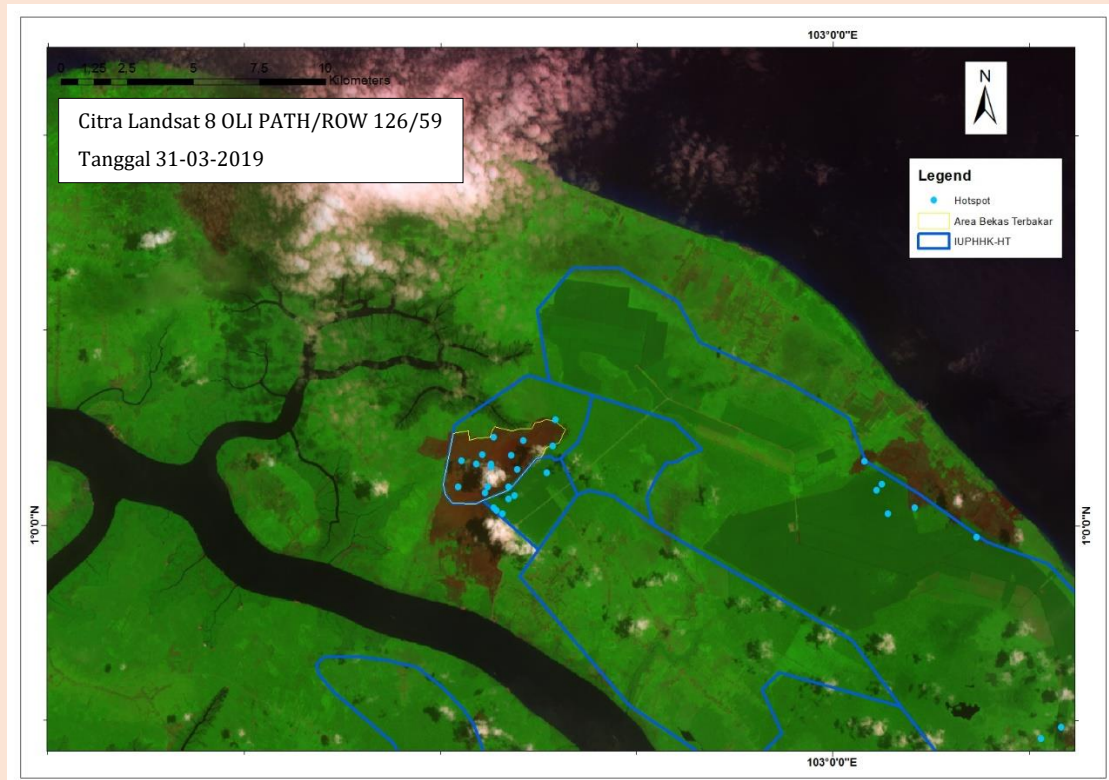 103°0'0"E
0 1,25 2,5 5 7,5 10
Kilometers
N
Citra Landsat 8 OLI PATH/ROW 126/59
Tanggal 31-03-2019
Legend
Hotspot
Area Bekas Terbakar
IUPHHK-HT
1°0'0"N
1°0'0"N
103°0'0"E